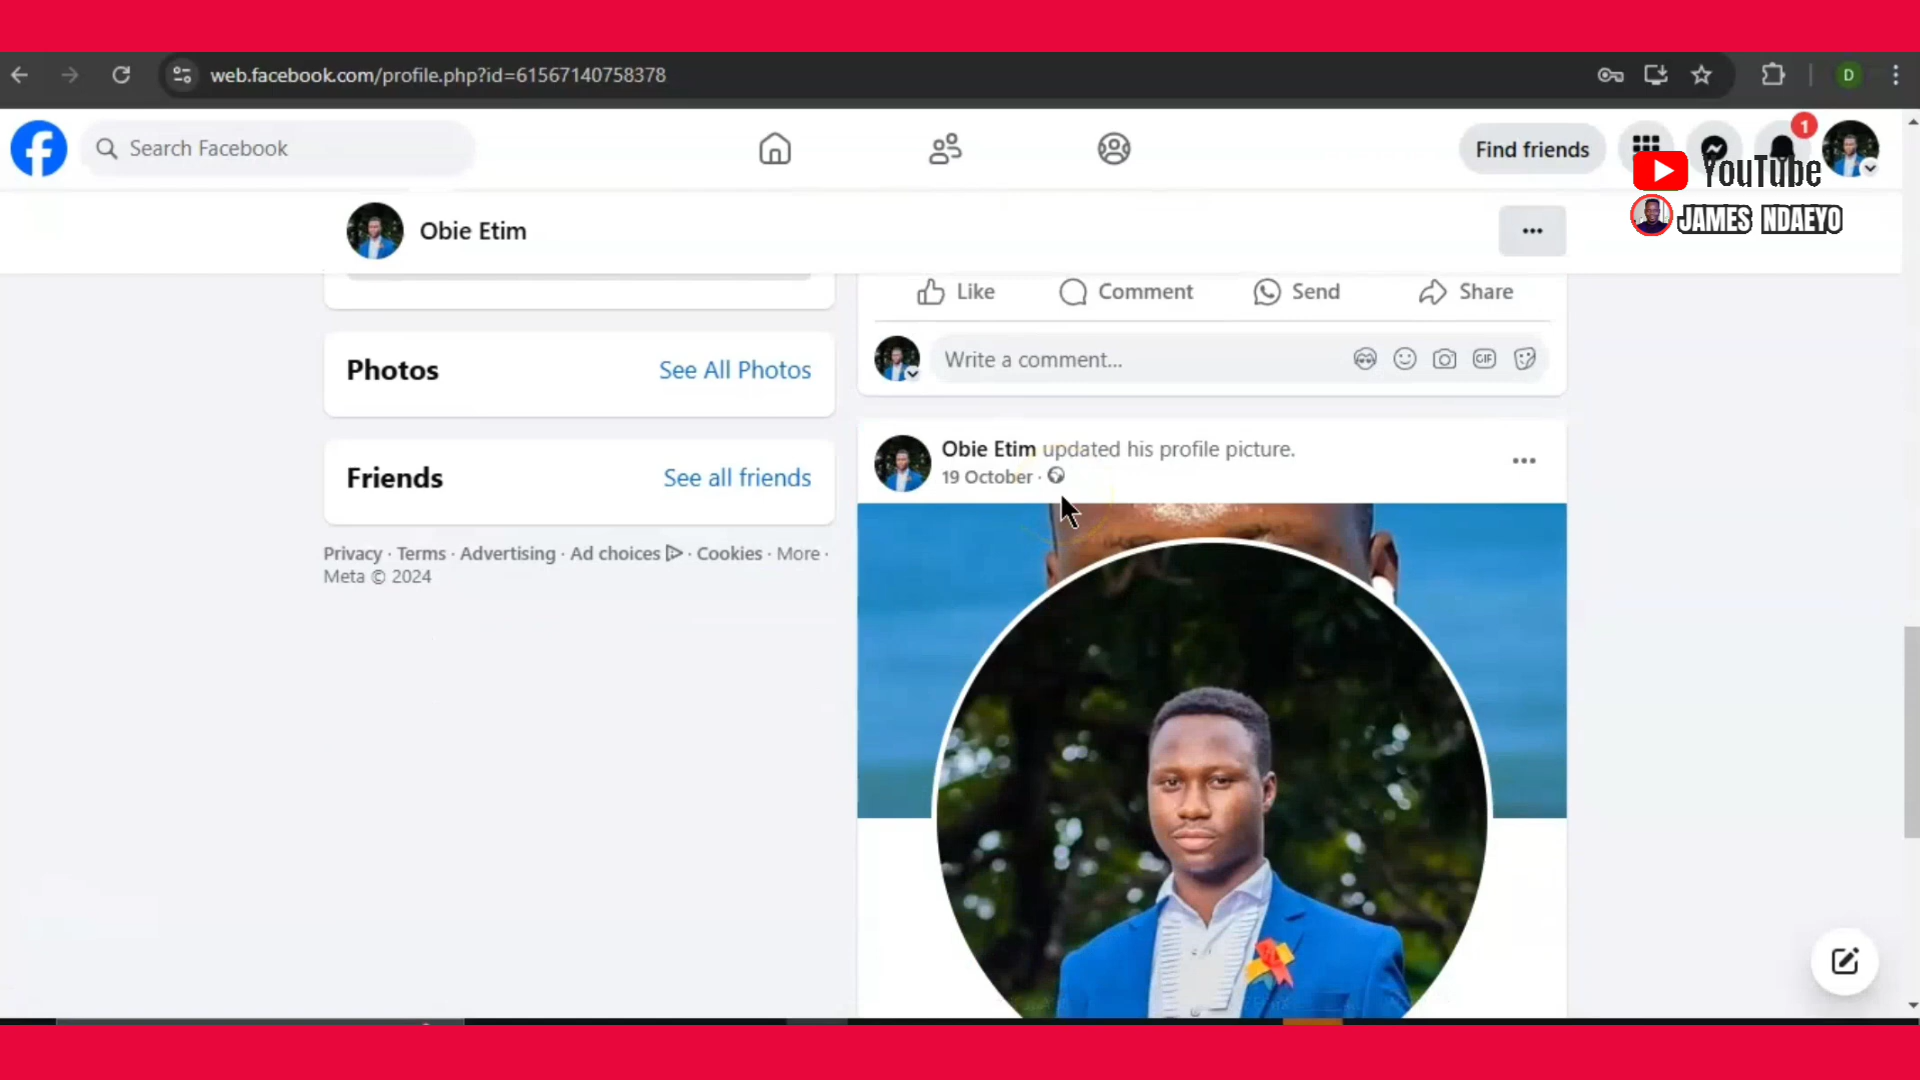 web.facebook.com/profile.php?id=61567140758378
D
Search Facebook
Find friends
1
YouTube
JAMES NDAEYO
Obie Etim
Like
Comment
Send
Share
Write a comment...
GIF
Photos
See All Photos
Friends
See all friends
Privacy · Terms · Advertising · Ad choices · Cookies · More ·
Meta © 2024
Obie Etim updated his profile picture.
19 October ·